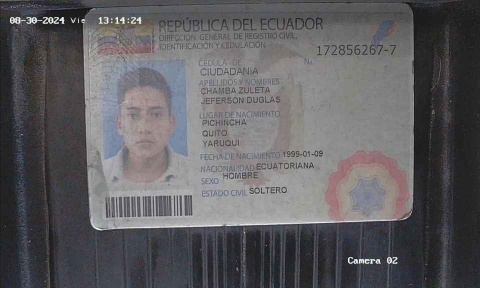 08-30-2024 Vie 13:14:24
REPÚBLICA DEL ECUADOR
DIRECCIÓN GENERAL DE REGISTRO CIVIL,
IDENTIFICACIÓN Y CEDULACIÓN
CÉDULA DE No. 172856267-7
CIUDADANÍA
APELLIDOS Y NOMBRES
CHAMBA ZULETA
JEFERSON DUGLAS
LUGAR DE NACIMIENTO
PICHINCHA
QUITO
YARUQUI
FECHA DE NACIMIENTO 1999-01-09
NACIONALIDAD ECUATORIANA
SEXO HOMBRE
ESTADO CIVIL SOLTERO
Camera 02